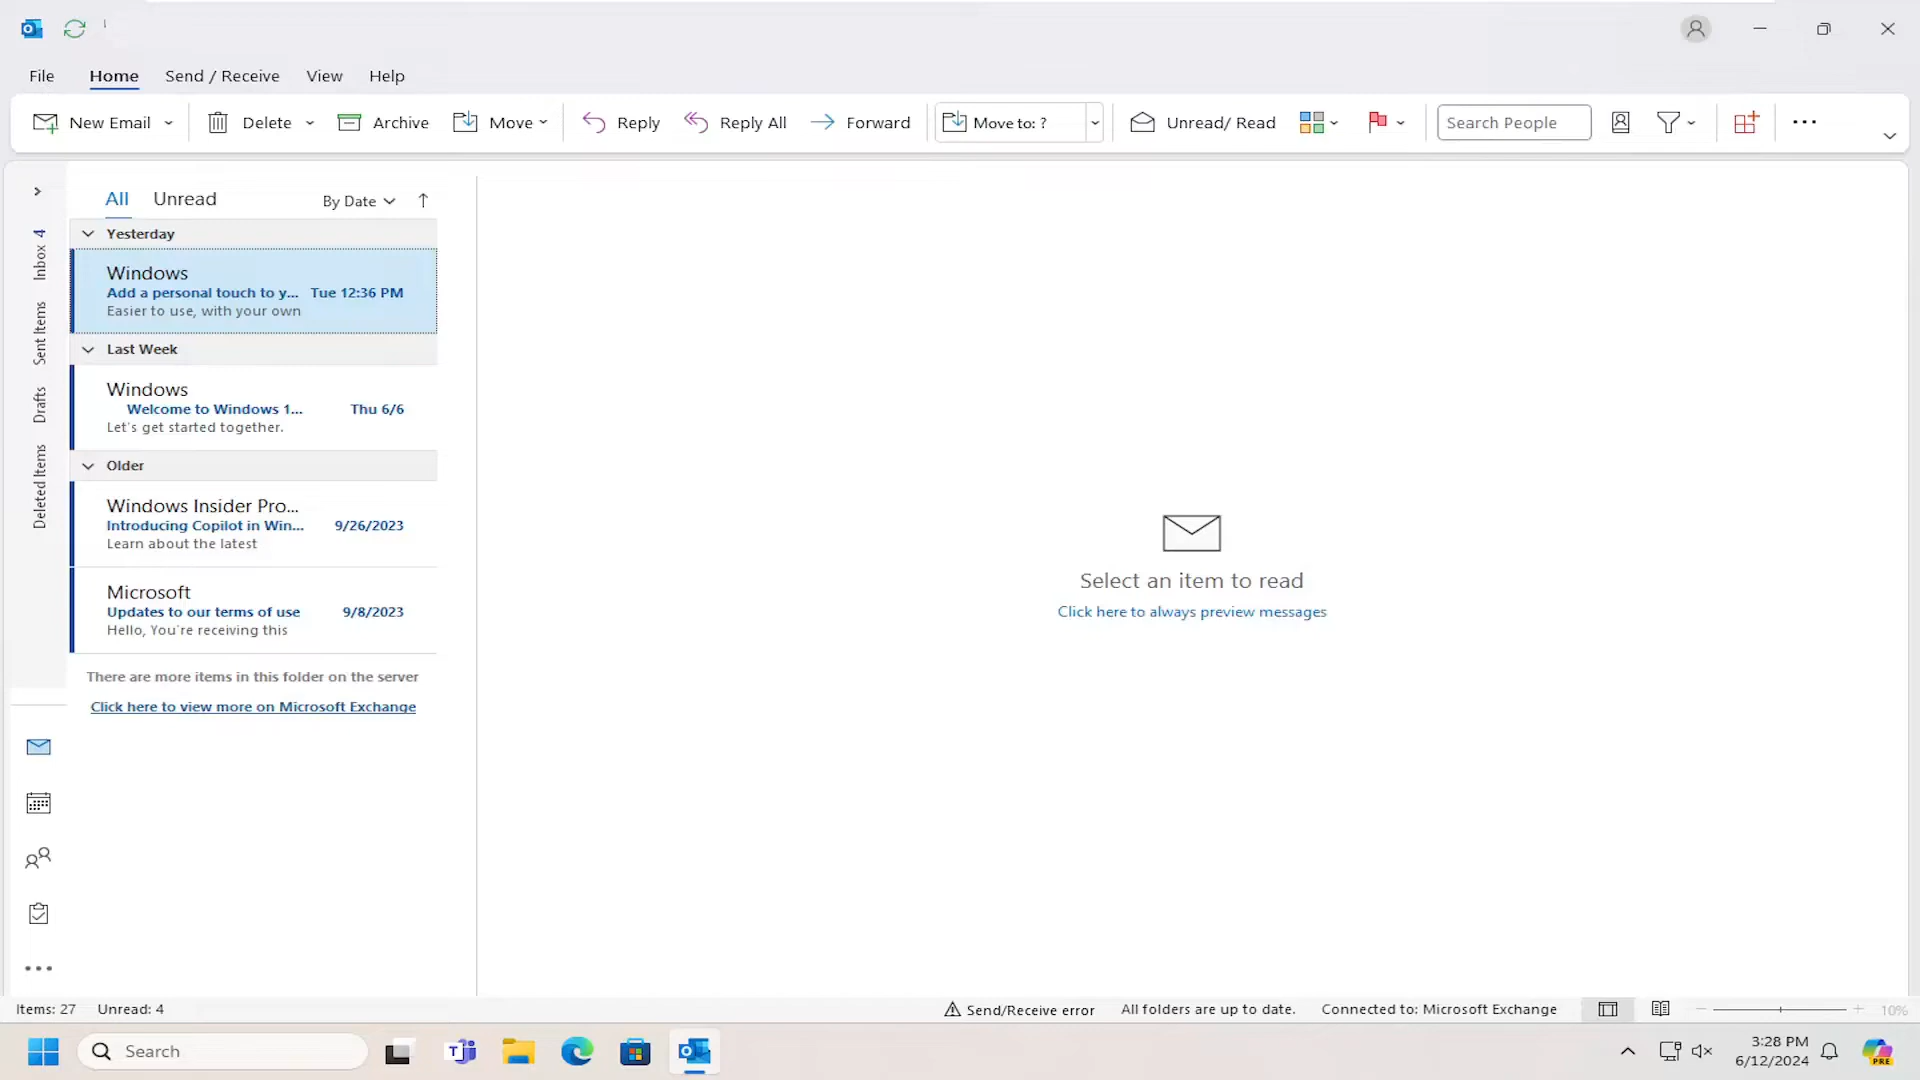 File Home Send / Receive View Help
New Email Delete Archive Move Reply Reply All Forward Move to: ? Unread/ Read Search People
All Unread By Date
Yesterday
Windows
Add a personal touch to y... Tue 12:36 PM
Easier to use, with your own
Last Week
Windows
Welcome to Windows 1... Thu 6/6
Let's get started together.
Older
Windows Insider Pro...
Introducing Copilot in Win... 9/26/2023
Learn about the latest
Microsoft
Updates to our terms of use 9/8/2023
Hello, You're receiving this
There are more items in this folder on the server
Click here to view more on Microsoft Exchange
Inbox 4
Sent Items
Drafts
Deleted Items
Select an item to read
Click here to always preview messages
Items: 27 Unread: 4 Send/Receive error All folders are up to date. Connected to: Microsoft Exchange 10%
Search
3:28 PM
6/12/2024
PRE